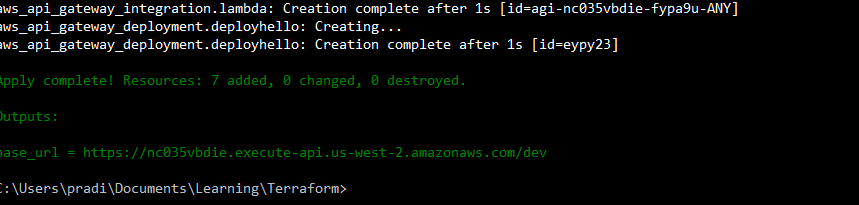 aws_api_gateway_integration.lambda: Creation complete after 1s [id=agi-nc035vbdie-fypa9u-ANY]
aws_api_gateway_deployment.deployhello: Creating...
aws_api_gateway_deployment.deployhello: Creation complete after 1s [id=eypy23]
Apply complete! Resources: 7 added, 0 changed, 0 destroyed.
Outputs:
base_url = https://nc035vbdie.execute-api.us-west-2.amazonaws.com/dev
C:\Users\pradi\Documents\Learning\Terraform>